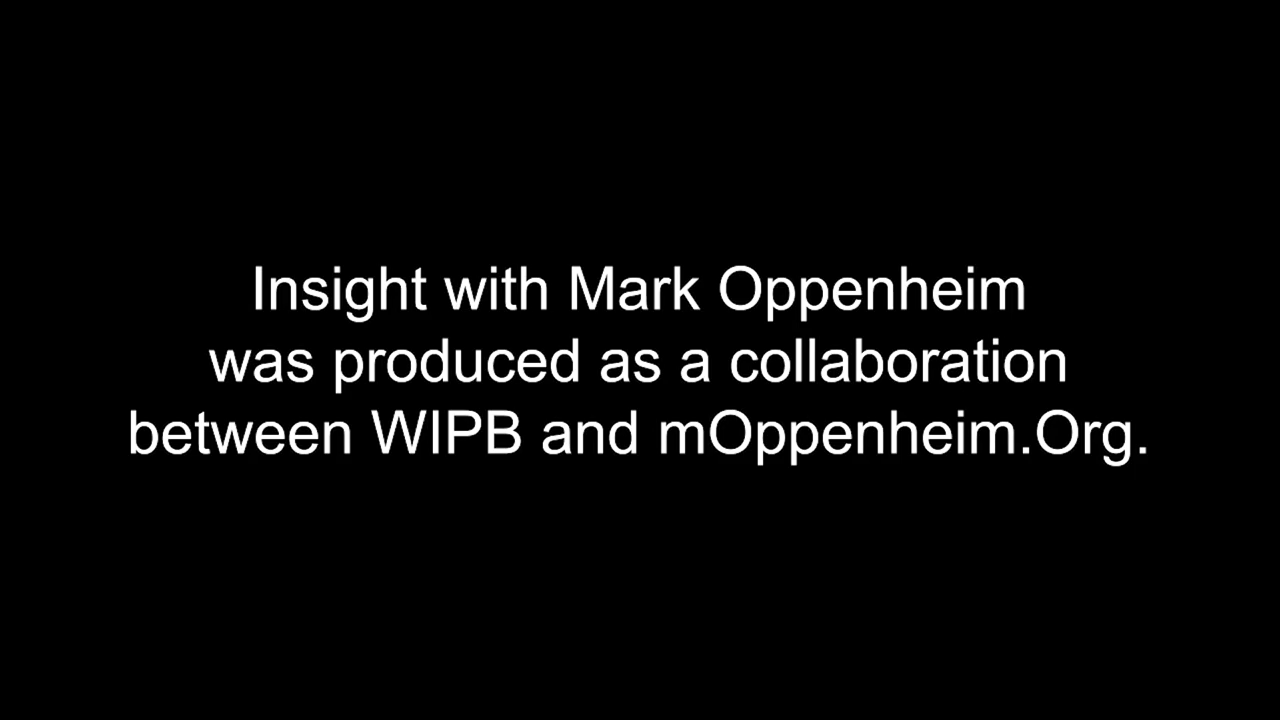 Insight with Mark Oppenheim
was produced as a collaboration
between WIPB and mOppenheim.Org.